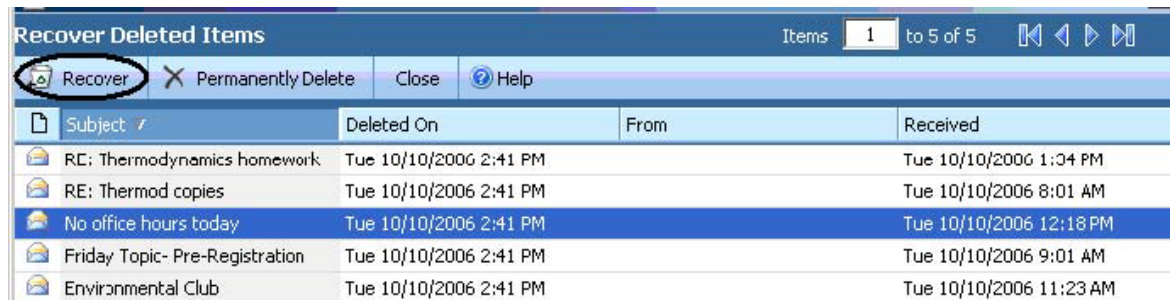 Recover Deleted Items Items 1 to 5 of 5
Recover Permanently Delete Close Help
Subject Deleted On From Received
RE: Thermodynamics homework Tue 10/10/2006 2:41 PM Tue 10/10/2006 1:04 PM
RE: Thermod copies Tue 10/10/2006 2:41 PM Tue 10/10/2006 8:01 AM
No office hours today Tue 10/10/2006 2:41 PM Tue 10/10/2006 12:18 PM
Friday Topic- Pre-Registration Tue 10/10/2006 2:41 PM Tue 10/10/2006 9:01 AM
Environmental Club Tue 10/10/2006 2:41 PM Tue 10/10/2006 11:23 AM